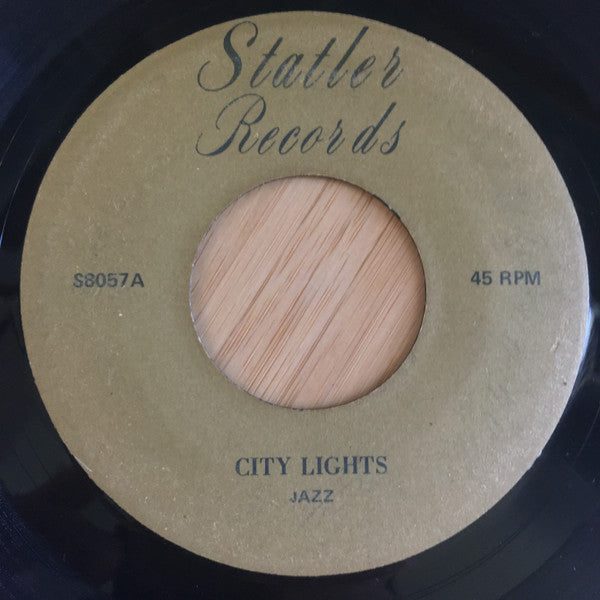 Statler
Records
S8057A
45 RPM
CITY LIGHTS
JAZZ